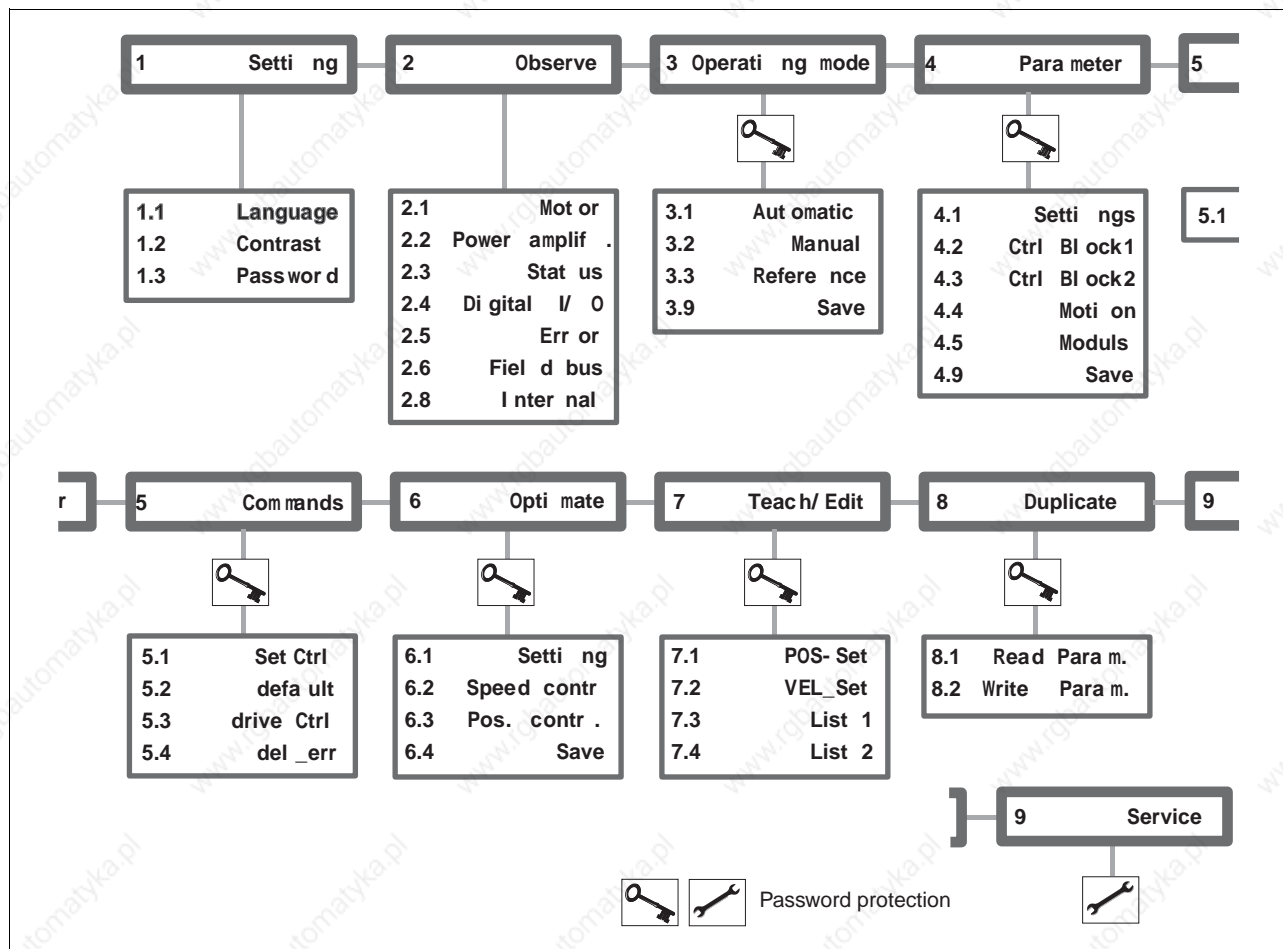 1 Setting
2 Observe
3 Operating mode
4 Parameter
5
1.1 Language
1.2 Contrast
1.3 Password
2.1 Motor
2.2 Power amplif.
2.3 Status
2.4 Digital I/O
2.5 Error
2.6 Field bus
2.8 Internal
3.1 Automatic
3.2 Manual
3.3 Reference
3.9 Save
4.1 Settings
4.2 Ctrl Block1
4.3 Ctrl Block2
4.4 Motion
4.5 Moduls
4.9 Save
5.1
r
5 Commands
6 Optimate
7 Teach/Edit
8 Duplicate
9
5.1 Set Ctrl
5.2 default
5.3 drive Ctrl
5.4 del_err
6.1 Setting
6.2 Speed contr
6.3 Pos. contr.
6.4 Save
7.1 POS-Set
7.2 VEL_Set
7.3 List 1
7.4 List 2
8.1 Read Param.
8.2 Write Param.
9 Service
Password protection
www.rgbautomatyka.pl